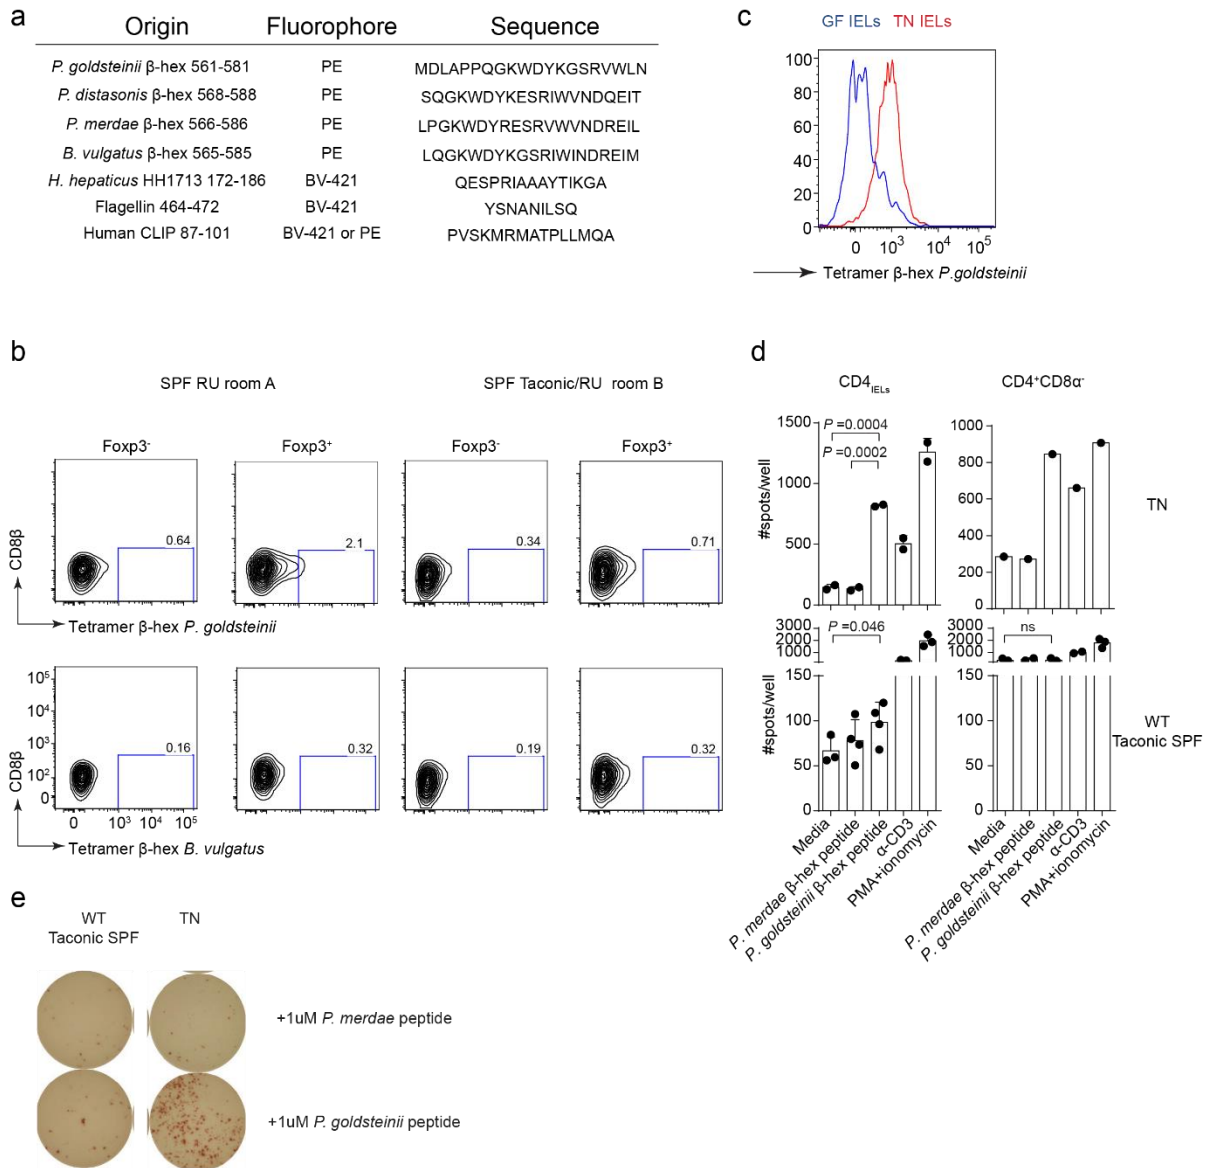 a
Origin Fluorophore Sequence
P. goldsteinii β-hex 561-581 PE MDLAPPQGKWDYKGSRVWLN
P. distasonis β-hex 568-588 PE SQGKWDYKESRIWVNDQEIT
P. merdae β-hex 566-586 PE LPGKWDYRESRVWVNDREIL
B. vulgatus β-hex 565-585 PE LQGKWDYKGSRIWINDREIM
H. hepaticus HH1713 172-186 BV-421 QESPRIAAAYTIKGA
Flagellin 464-472 BV-421 YSNANILSQ
Human CLIP 87-101 BV-421 or PE PVSKMRMATPLLMQA
c
GF IELs TN IELs
100
80
60
40
20
0
0 10³ 10⁴ 10⁵
Tetramer β-hex P.goldsteinii
b
SPF RU room A SPF Taconic/RU room B
Foxp3⁻ Foxp3⁺ Foxp3⁻ Foxp3⁺
CD8β
0.64 2.1 0.34 0.71
Tetramer β-hex P. goldsteinii
CD8β
10⁵
10⁴
10³
10²
0
0.16 0.32 0.19 0.32
0 10³ 10⁴ 10⁵
Tetramer β-hex B. vulgatus
d
CD4IELs CD4⁺CD8α⁻
#spots/well
1500
1000
500
0
P =0.0004
P =0.0002
1000
800
600
400
200
0
TN
#spots/well
3000
2000
1000
150
100
50
0
P =0.046
3000
2000
1000
150
100
50
0
ns
WT
Taconic SPF
Media
P. merdae β-hex peptide
P. goldsteinii β-hex peptide
α-CD3
PMA+ionomycin
Media
P. merdae β-hex peptide
P. goldsteinii β-hex peptide
α-CD3
PMA+ionomycin
e
WT
Taconic SPF
TN
+1uM P. merdae peptide
+1uM P. goldsteinii peptide